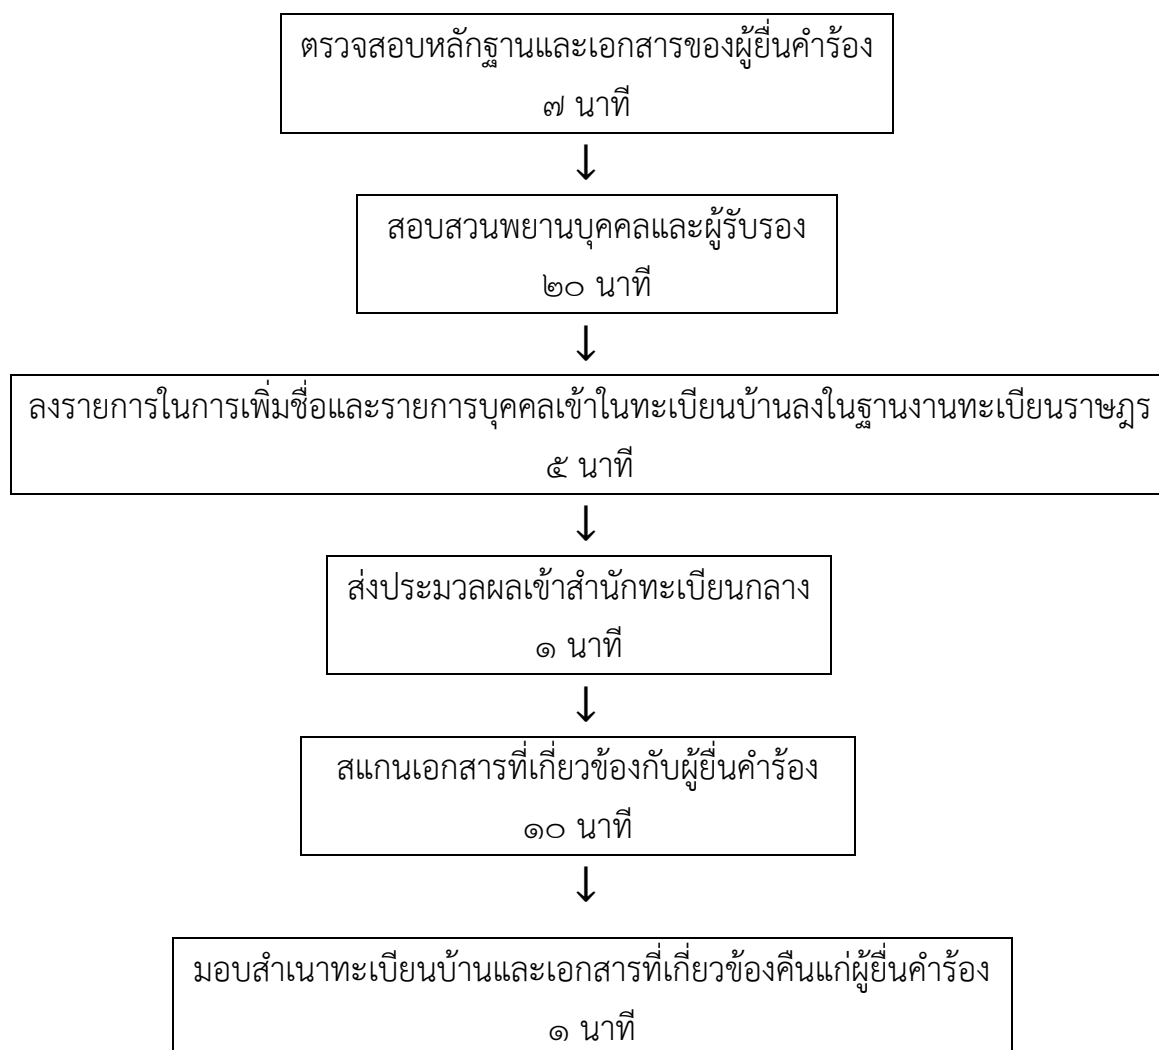 ตรวจสอบหลักฐานและเอกสารของผู้ยื่นคำร้อง
๗ นาที
↓
สอบสวนพยานบุคคลและผู้รับรอง
๒๐ นาที
↓
ลงรายการในการเพิ่มชื่อและรายการบุคคลเข้าในทะเบียนบ้านลงในฐานงานทะเบียนราษฎร
๕ นาที
↓
ส่งประมวลผลเข้าสำนักทะเบียนกลาง
๑ นาที
↓
สแกนเอกสารที่เกี่ยวข้องกับผู้ยื่นคำร้อง
๑๐ นาที
↓
มอบสำเนาทะเบียนบ้านและเอกสารที่เกี่ยวข้องคืนแก่ผู้ยื่นคำร้อง
๑ นาที